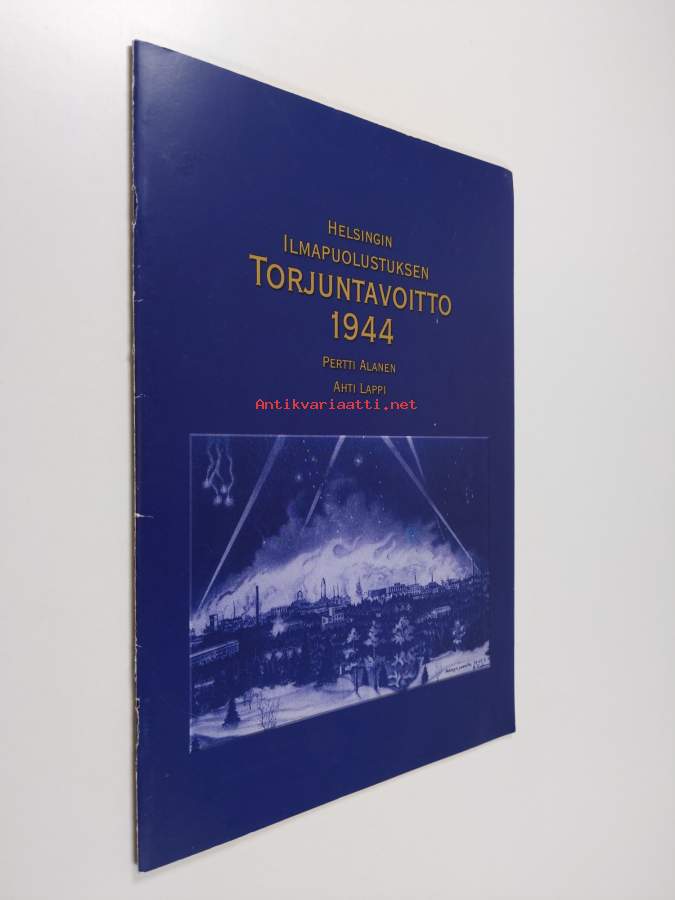 Helsingin
Ilmapuolustuksen
Torjuntavoitto
1944
Pertti Alanen
Ahti Lappi
Antikvariaatti.net